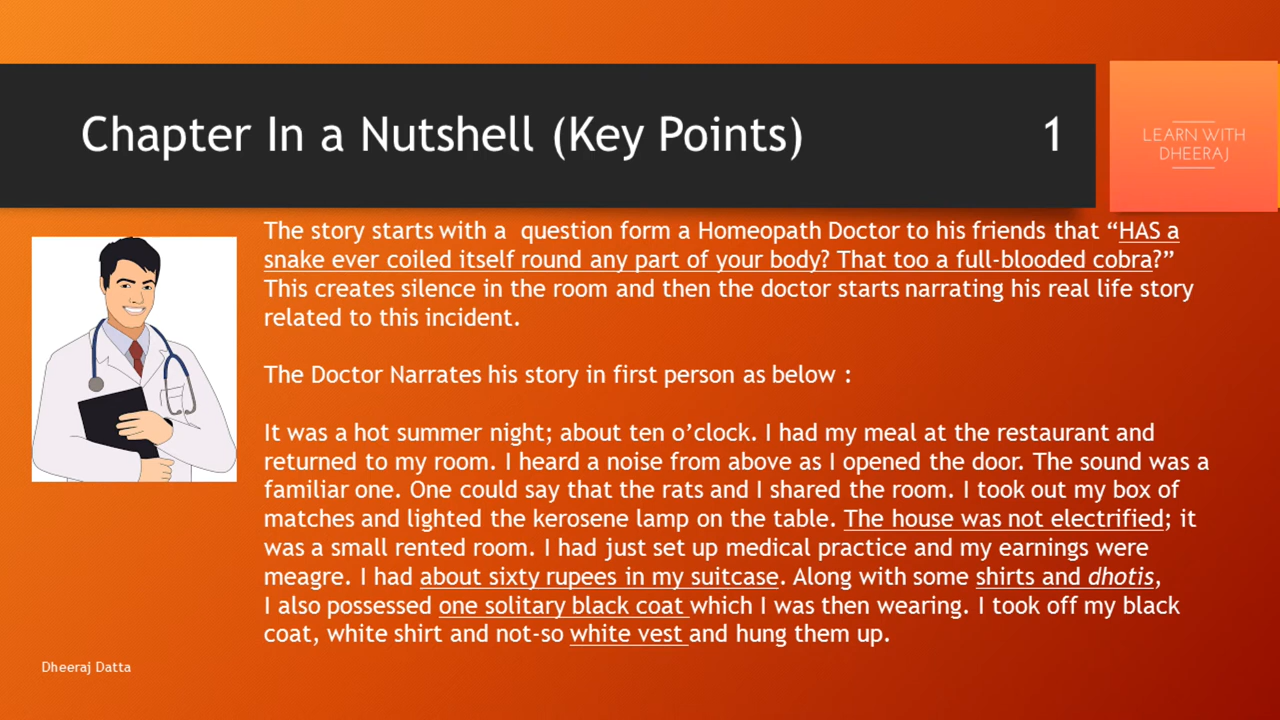 Chapter In a Nutshell (Key Points) 1
LEARN WITH
DHEERAJ
The story starts with a question form a Homeopath Doctor to his friends that “HAS a
snake ever coiled itself round any part of your body? That too a full-blooded cobra?”
This creates silence in the room and then the doctor starts narrating his real life story
related to this incident.
The Doctor Narrates his story in first person as below :
It was a hot summer night; about ten o’clock. I had my meal at the restaurant and
returned to my room. I heard a noise from above as I opened the door. The sound was a
familiar one. One could say that the rats and I shared the room. I took out my box of
matches and lighted the kerosene lamp on the table. The house was not electrified; it
was a small rented room. I had just set up medical practice and my earnings were
meagre. I had about sixty rupees in my suitcase. Along with some shirts and dhotis,
I also possessed one solitary black coat which I was then wearing. I took off my black
coat, white shirt and not-so white vest and hung them up.
Dheeraj Datta